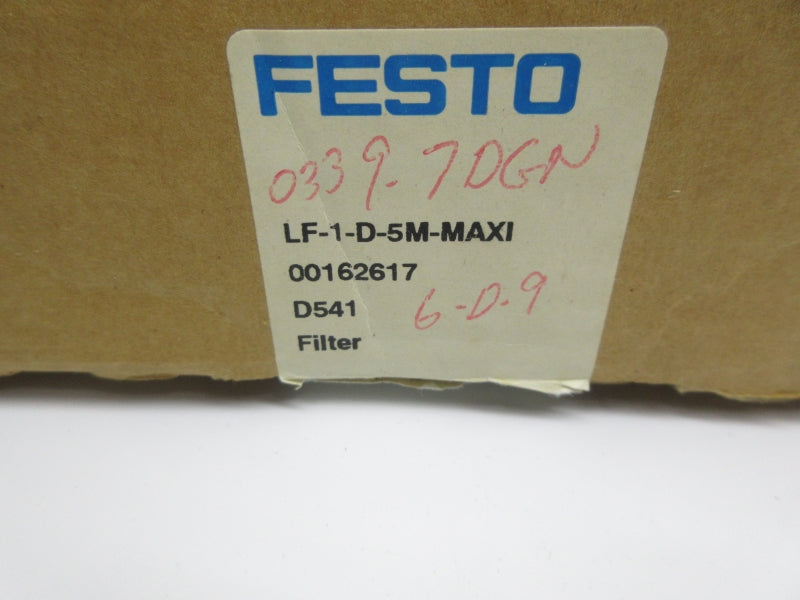 FESTO
0339-7DGN
LF-1-D-5M-MAXI
00162617
D541
6-D-9
Filter